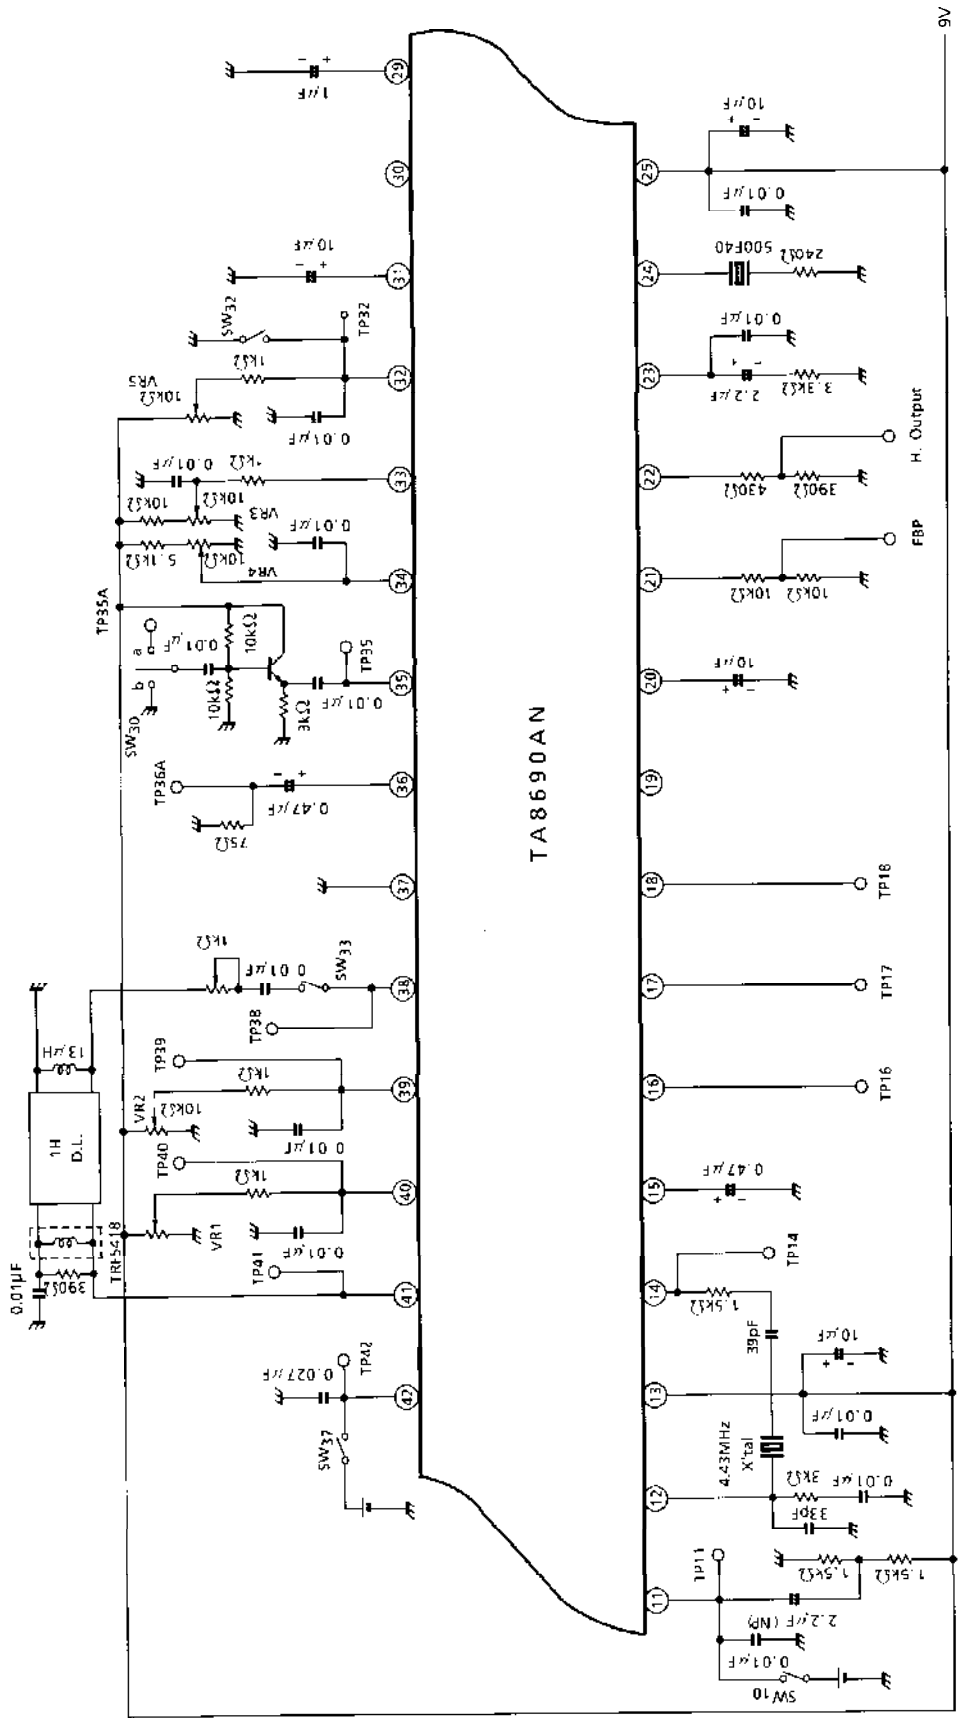 9V
29
1μF
- +
30
31
10μF
- +
32
TP32
SW32
1kΩ
VR5
10kΩ
0.01μF
33
1kΩ
0.01μF
10kΩ
10kΩ
VR3
34
0.01μF
5.1kΩ
10kΩ
VR4
35
TP35
TP35A
a
b
SW30
0.01μF
10kΩ
10kΩ
3kΩ
0.01μF
36
TP36A
- +
0.47μF
75Ω
37
38
TP38
SW33
0.01μF
1kΩ
39
TP39
1kΩ
VR2
10kΩ
0.01μF
40
TP40
1kΩ
VR1
0.01μF
41
TP41
13μH
1H
D.L.
TRF5418
390Ω
0.01μF
42
TP42
0.027μF
SW37
TA8690AN
25
10μF
+ -
0.01μF
24
500F40
240Ω
23
0.01μF
2.2μF
3.3kΩ
22
430Ω
390Ω
H. Output
21
10kΩ
10kΩ
FBP
20
10μF
+ -
19
18
TP18
17
TP17
16
TP16
15
0.47μF
+ -
14
TP14
1.5kΩ
39pF
13
10μF
+ -
0.01μF
12
4.43MHz
X'tal
3kΩ
0.01μF
33pF
11
TP11
1.5kΩ
1.5kΩ
2.2μF (NP)
0.01μF
SW10